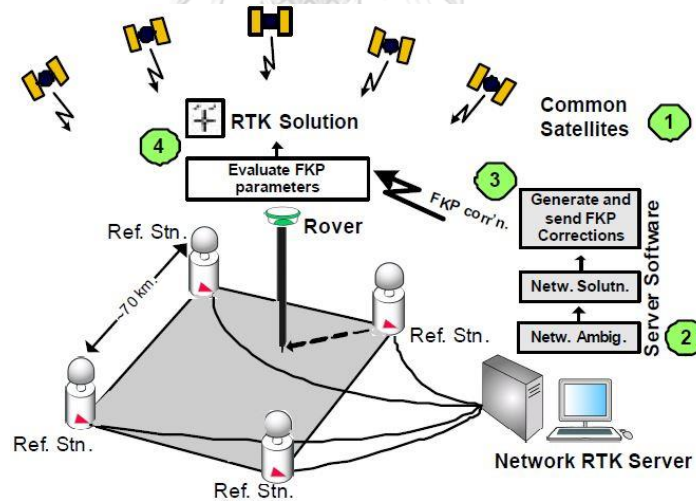 Common
Satellites
1
RTK Solution
4
Evaluate FKP
parameters
3
FKP corr'n.
Generate and
send FKP
Corrections
Netw. Solutn.
Netw. Ambig.
Server Software
2
Rover
Ref. Stn.
~70 km.
Ref. Stn.
Ref. Stn.
Ref. Stn.
Network RTK Server